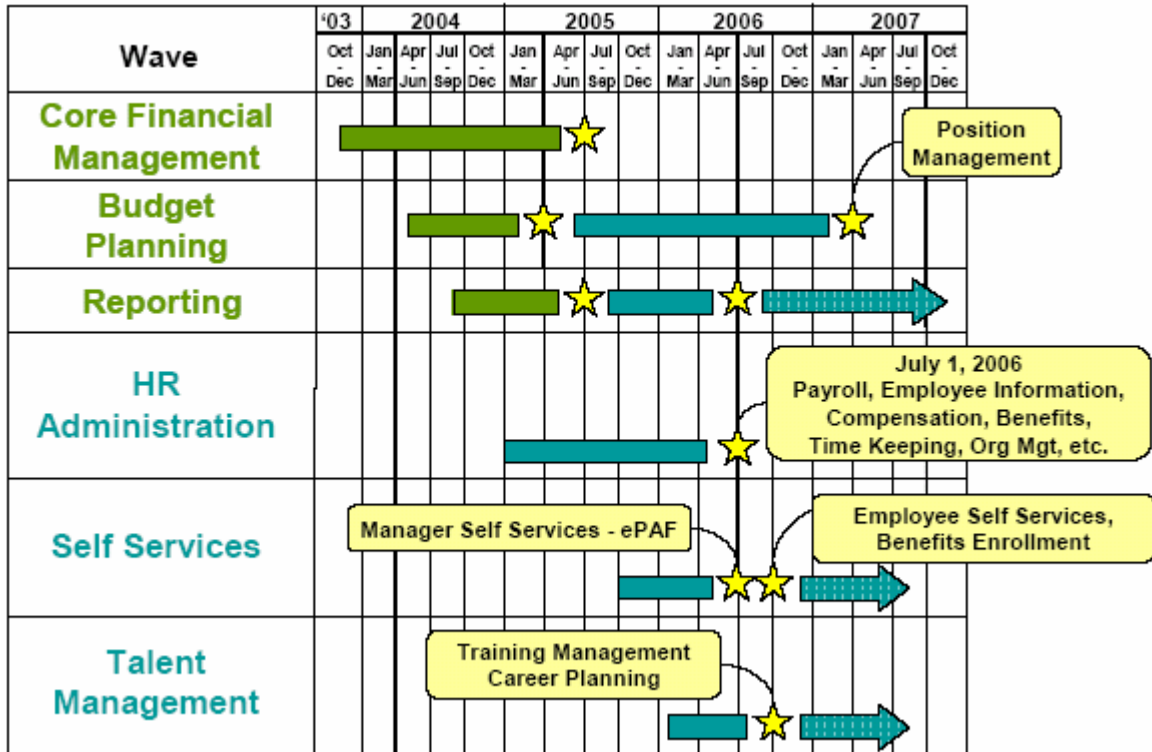 '03 2004 2005 2006 2007
Wave
Oct Jan Apr Jul Oct Jan Apr Jul Oct Jan Apr Jul Oct Jan Apr Jul Oct
- - - - - - - - - - - - - - - - -
Dec Mar Jun Sep Dec Mar Jun Sep Dec Mar Jun Sep Dec Mar Jun Sep Dec
Core Financial
Management
Position
Management
Budget
Planning
Reporting
HR
Administration
July 1, 2006
Payroll, Employee Information,
Compensation, Benefits,
Time Keeping, Org Mgt, etc.
Self Services
Manager Self Services - ePAF
Employee Self Services,
Benefits Enrollment
Talent
Management
Training Management
Career Planning